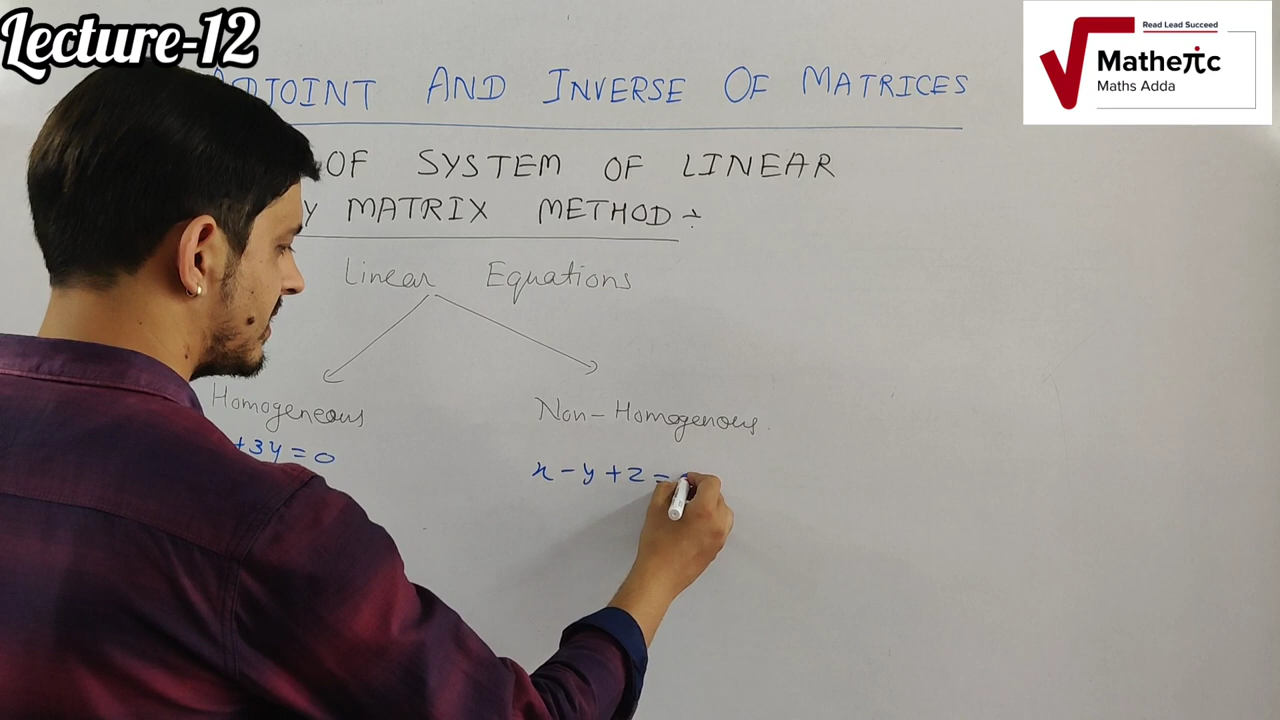 Lecture-12
Read Lead Succeed
Matheπc
Maths Adda
ADJOINT AND INVERSE OF MATRICES
OF SYSTEM OF LINEAR
Y MATRIX METHOD :-
Linear Equations
Homogeneous Non-Homogenous.
+3y=0
x-y+z=